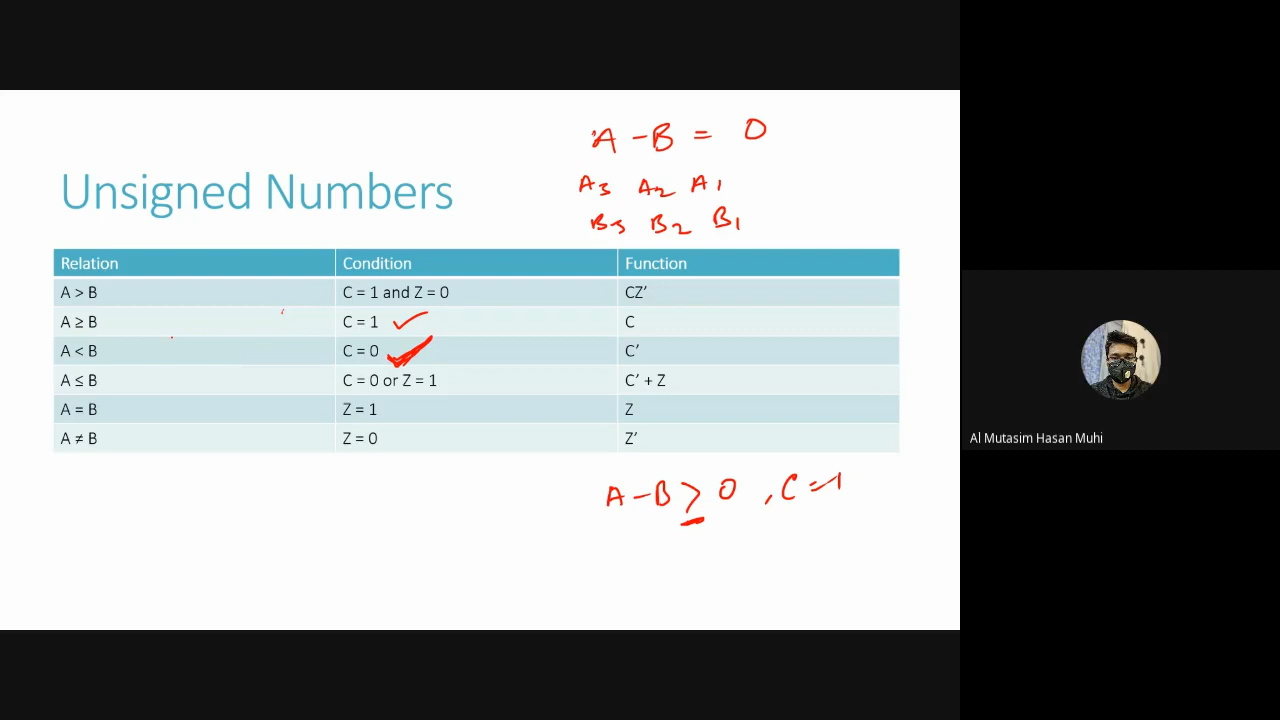 A - B = 0
A3 A2 A1
B3 B2 B1
Unsigned Numbers
Relation Condition Function
A > B C = 1 and Z = 0 CZ’
A ≥ B C = 1 C
A < B C = 0 C’
A ≤ B C = 0 or Z = 1 C’ + Z
A = B Z = 1 Z
A ≠ B Z = 0 Z’
A - B ≥ 0 , C = 1
Al Mutasim Hasan Muhi